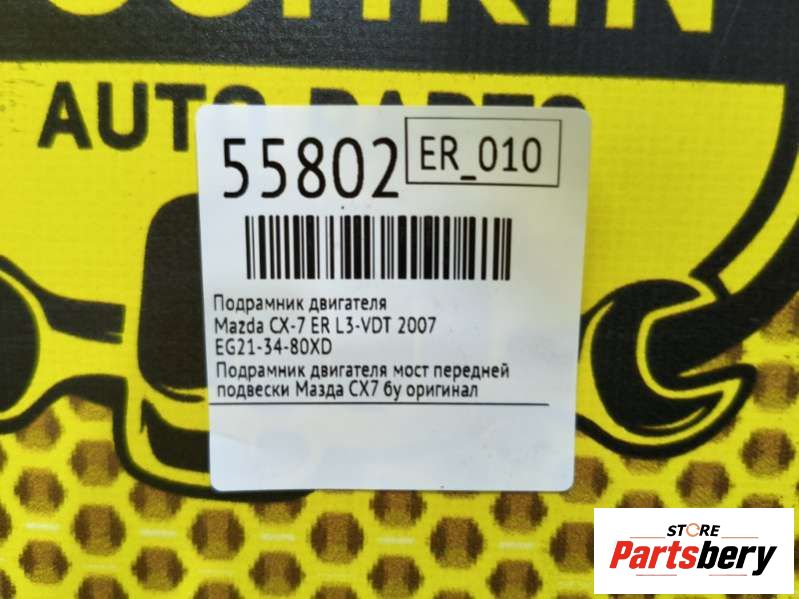 AUTO PARTS
55802
ER_010
Подрамник двигателя
Mazda CX-7 ER L3-VDT 2007
EG21-34-80XD
Подрамник двигателя мост передней
подвески Мазда СХ7 бу оригинал
STORE
Partsbery